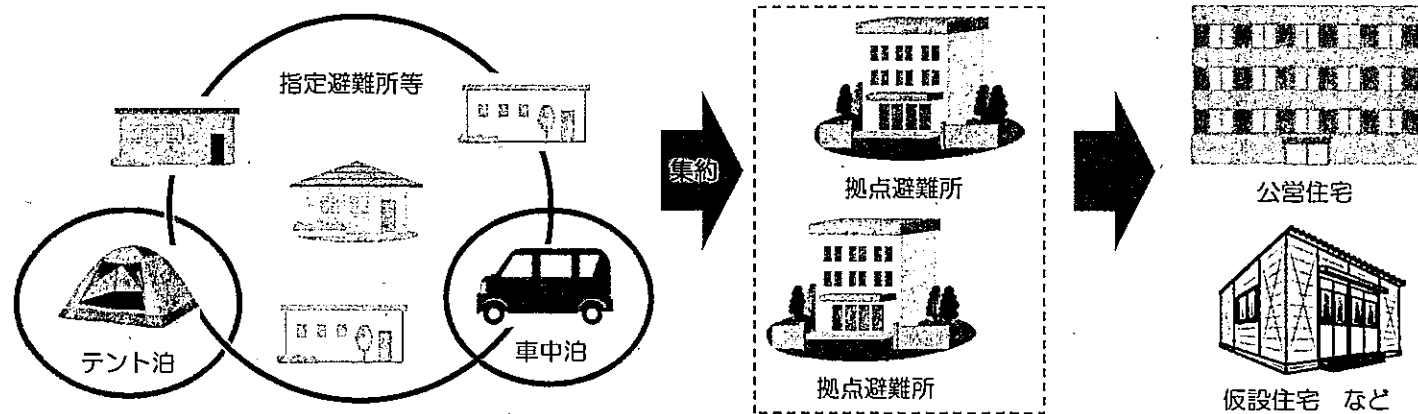 指定避難所等
テント泊
車中泊
集約
拠点避難所
拠点避難所
公営住宅
仮設住宅 など